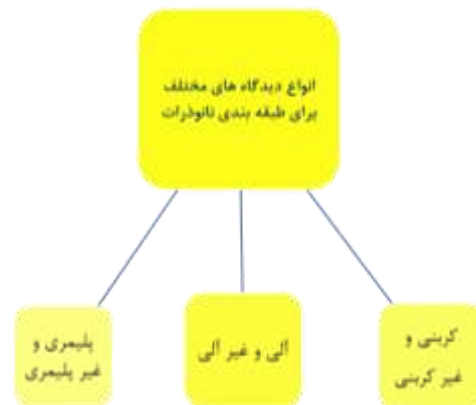 انواع دیدگاه های مختلف
برای طبقه بندی نانوذرات
کربنی و
غیر کربنی
آلی و غیر آلی
پلیمری و
غیر پلیمری